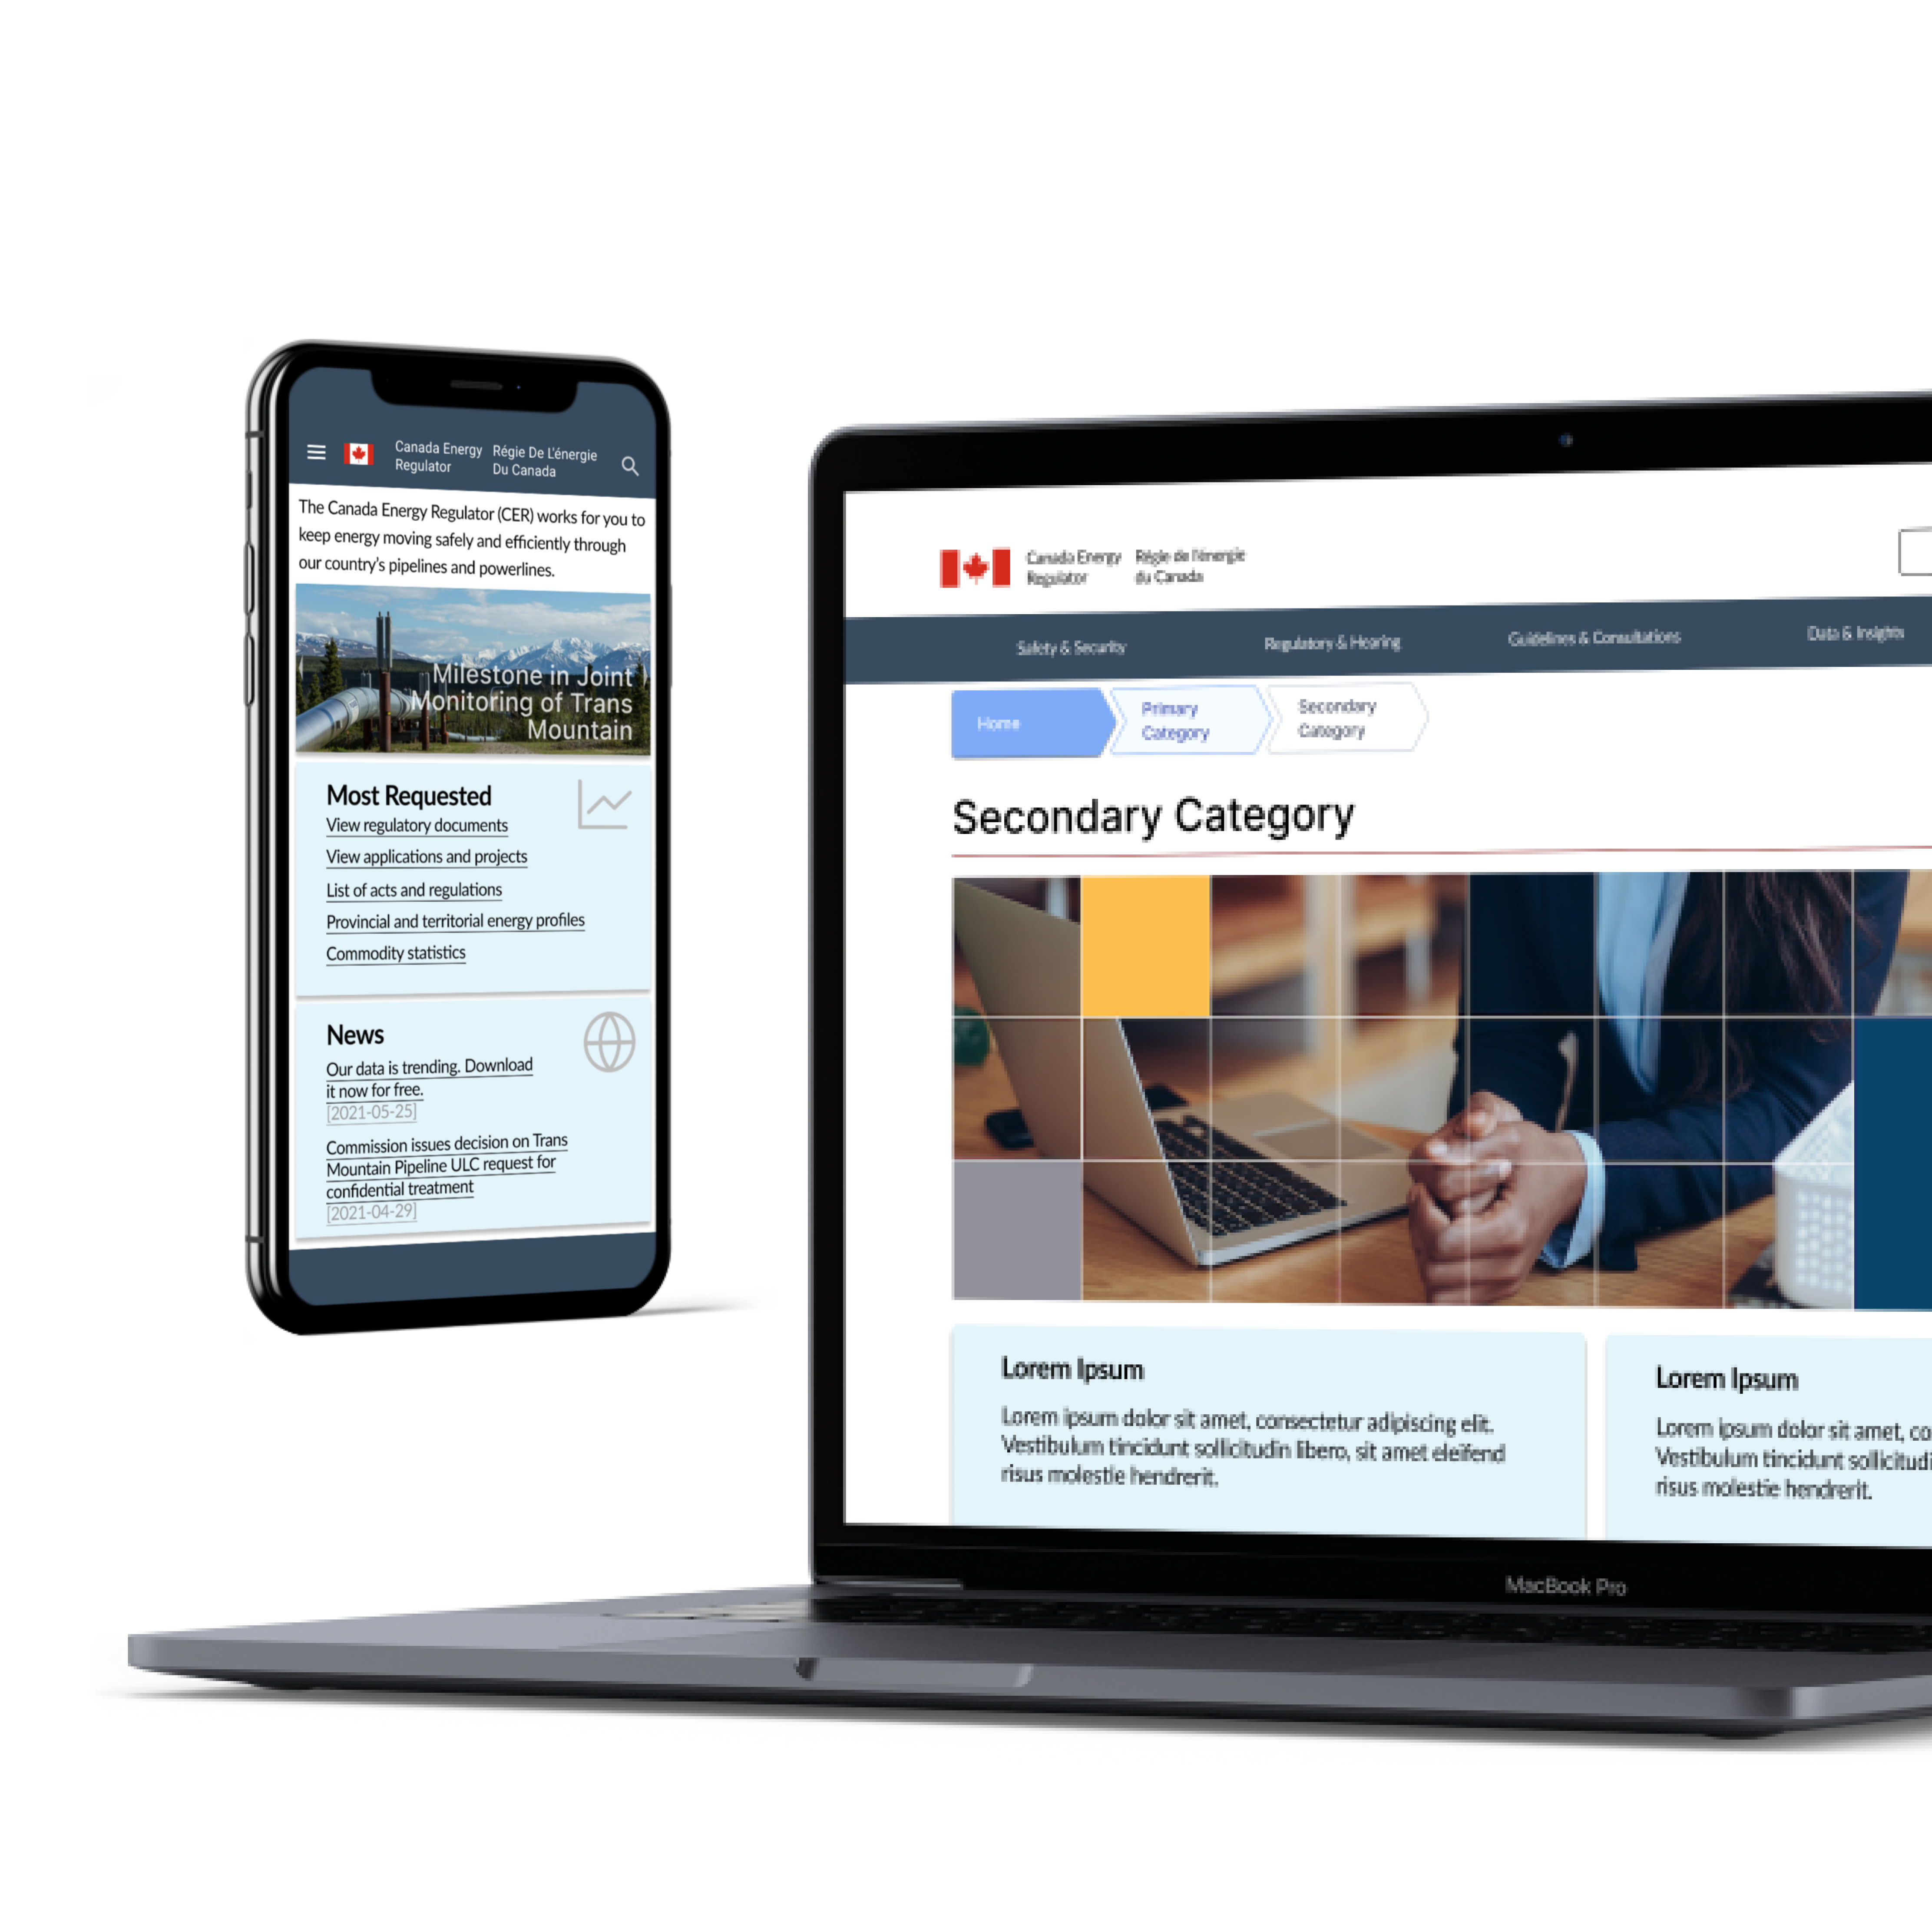 Canada Energy Régie De L'énergie
Regulator Du Canada
The Canada Energy Regulator (CER) works for you to
keep energy moving safely and efficiently through
our country's pipelines and powerlines.
Milestone in Joint
Monitoring of Trans
Mountain
Most Requested
View regulatory documents
View applications and projects
List of acts and regulations
Provincial and territorial energy profiles
Commodity statistics
News
Our data is trending. Download
it now for free.
[2021-05-25]
Commission issues decision on Trans
Mountain Pipeline ULC request for
confidential treatment
[2021-04-29]
Canada Energy Régie de l'énergie
Regulator du Canada
Safety & Security Regulatory & Hearing Guidelines & Consultations Data & Insights
Home
Primary
Category
Secondary
Category
Secondary Category
Lorem Ipsum
Lorem ipsum dolor sit amet, consectetur adipiscing elit.
Vestibulum tincidunt sollicitudin libero, sit amet eleifend
risus molestie hendrerit.
Lorem Ipsum
Lorem ipsum dolor sit amet, co
Vestibulum tincidunt sollicitudi
risus molestie hendrerit.
MacBook Pro